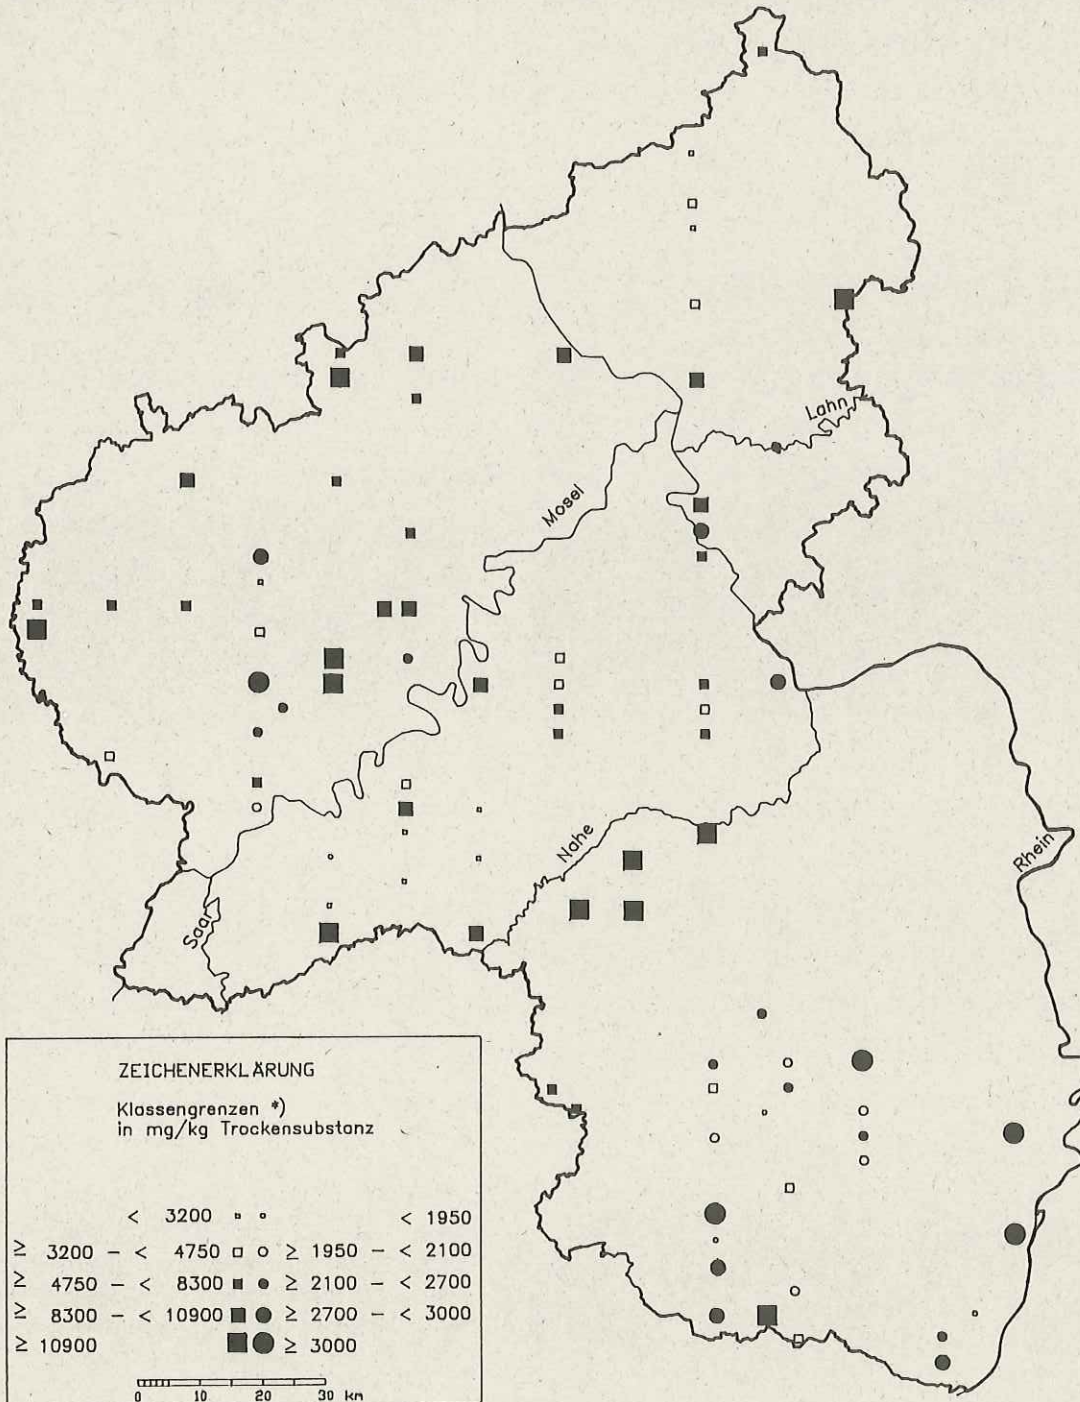 Lahn
Mosel
Nahe
Rhein
Saar
ZEICHENERKLÄRUNG
Klassengrenzen *)
in mg/kg Trockensubstanz
< 3200 < 1950
≥ 3200 - < 4750 ≥ 1950 - < 2100
≥ 4750 - < 8300 ≥ 2100 - < 2700
≥ 8300 - < 10900 ≥ 2700 - < 3000
≥ 10900 ≥ 3000
0 10 20 30 km